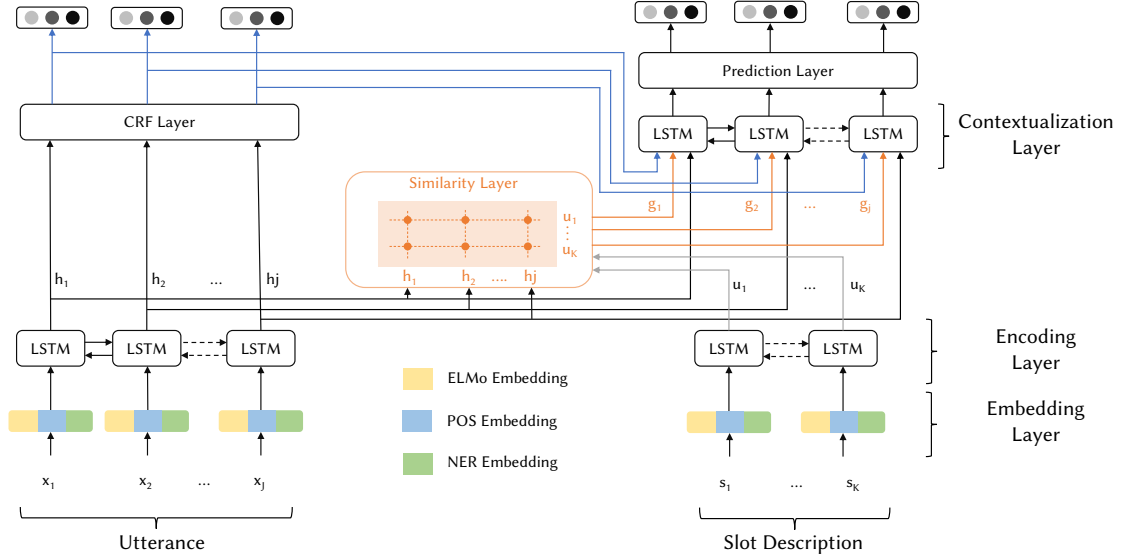 Prediction Layer
CRF Layer
LSTM LSTM LSTM
Contextualization
Layer
Similarity Layer
g1 g2 ... gj
u1
⋮
uK
h1 h2 .... hj
h1 h2 ... hj
u1 ... uK
LSTM LSTM LSTM
LSTM LSTM
Encoding
Layer
ELMo Embedding
POS Embedding
NER Embedding
Embedding
Layer
x1 x2 ... xJ
s1 ... sK
Utterance
Slot Description